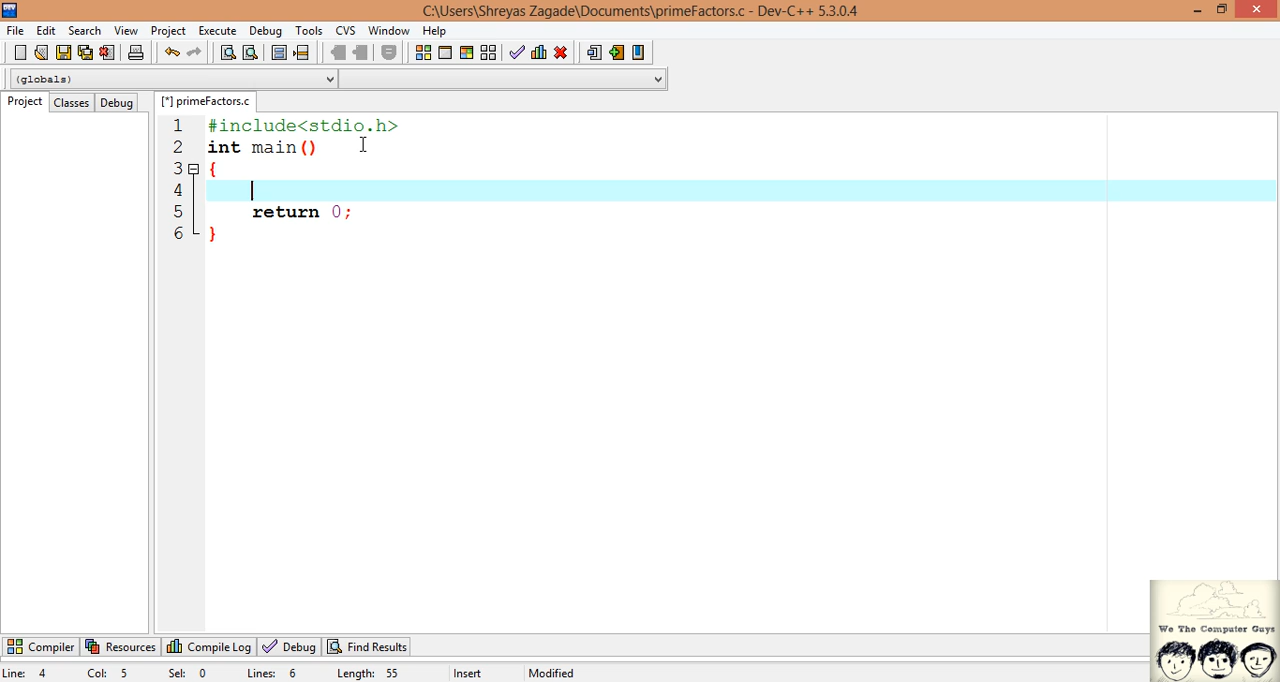 C:\Users\Shreyas Zagade\Documents\primeFactors.c - Dev-C++ 5.3.0.4
File Edit Search View Project Execute Debug Tools CVS Window Help
(globals)
Project Classes Debug [*] primeFactors.c
1 #include<stdio.h>
2 int main()
3 {
4
5 return 0;
6 }
We The Computer Guys
Compiler Resources Compile Log Debug Find Results
Line: 4 Col: 5 Sel: 0 Lines: 6 Length: 55 Insert Modified